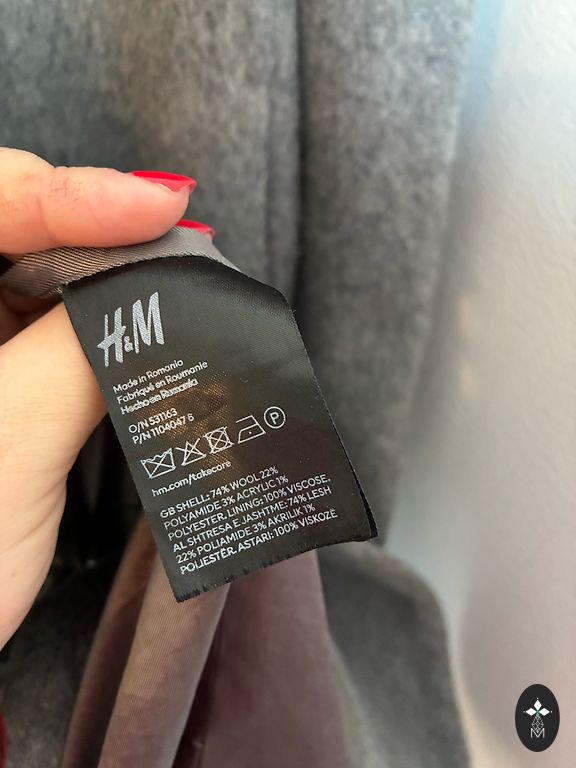 H&M
Made in Romania
Fabriqué en Roumanie
Hecho en Rumania
O/N 531163
P/N 1104047 6
P
hm.com/takecare
GB SHELL: 74% WOOL 22%
POLYAMIDE 3% ACRYLIC 1%
POLYESTER. LINING: 100% VISCOSE.
AL SHTRESA E JASHTME: 74% LESH
22% POLIAMIDE 3% AKRILIK 1%
POLIESTËR. ASTARI: 100% VISKOZË
M